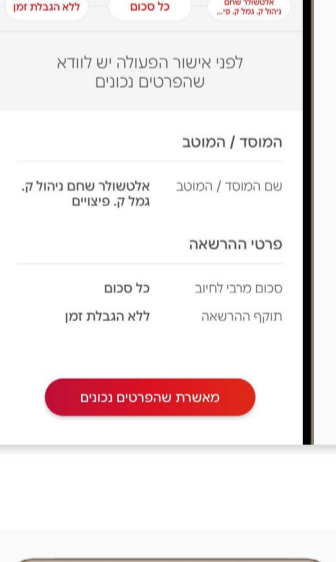 אלטשולר שחם
ניהול ק. גמל ק. פי...
כל סכום
ללא הגבלת זמן
לפני אישור הפעולה יש לוודא
שהפרטים נכונים
המוסד / המוטב
שם המוסד / המוטב
אלטשולר שחם ניהול ק.
גמל ק. פיצויים
פרטי ההרשאה
סכום מרבי לחיוב
כל סכום
תוקף ההרשאה
ללא הגבלת זמן
מאשרת שהפרטים נכונים